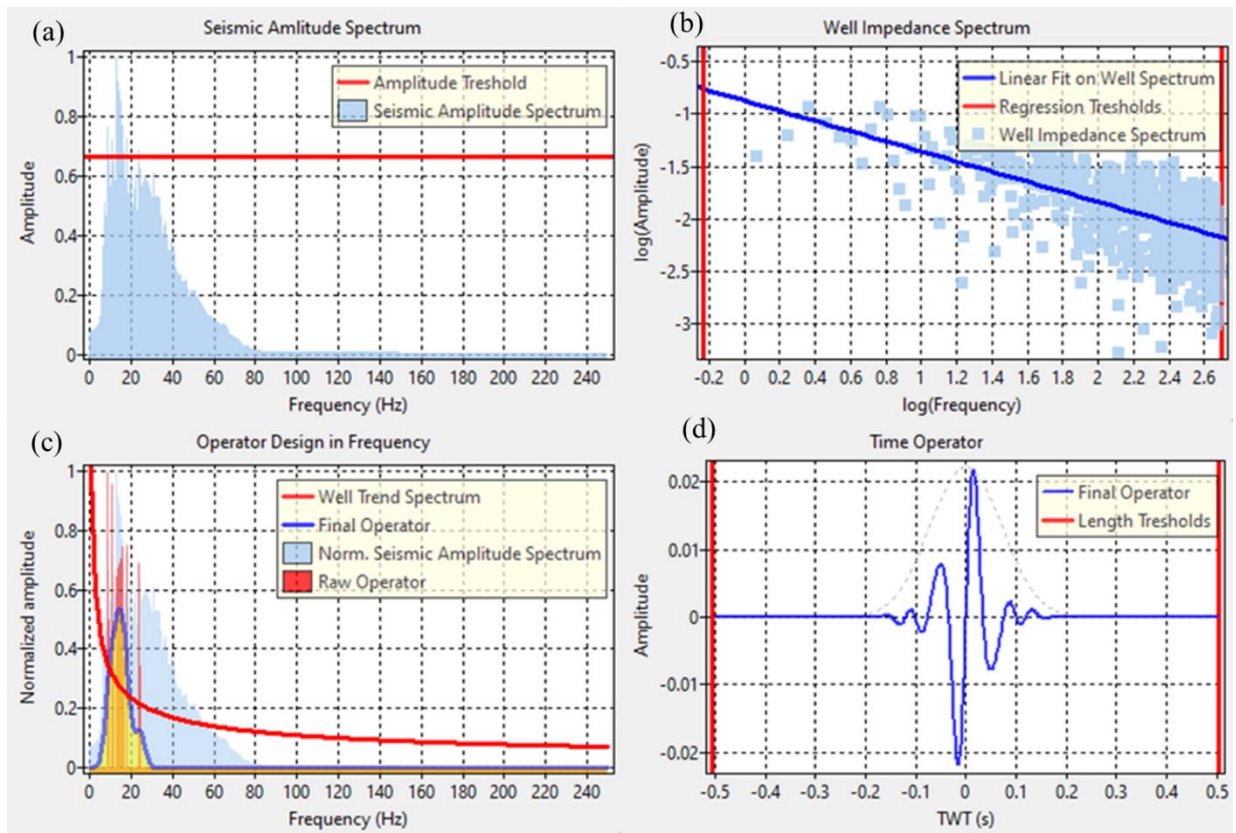 (a)
Seismic Amlitude Spectrum
Amplitude Treshold
Seismic Amplitude Spectrum
Amplitude
1
0.8
0.6
0.4
0.2
0
0 20 40 60 80 100 120 140 160 180 200 220 240
Frequency (Hz)
(b)
Well Impedance Spectrum
Linear Fit on Well Spectrum
Regression Tresholds
Well Impedance Spectrum
log(Amplitude)
-0.5
-1
-1.5
-2
-2.5
-3
-0.2 0 0.2 0.4 0.6 0.8 1 1.2 1.4 1.6 1.8 2 2.2 2.4 2.6
log(Frequency)
(c)
Operator Design in Frequency
Well Trend Spectrum
Final Operator
Norm. Seismic Amplitude Spectrum
Raw Operator
Normalized amplitude
1
0.8
0.6
0.4
0.2
0
0 20 40 60 80 100 120 140 160 180 200 220 240
Frequency (Hz)
(d)
Time Operator
Final Operator
Length Tresholds
Amplitude
0.02
0.01
0
-0.01
-0.02
-0.5 -0.4 -0.3 -0.2 -0.1 0 0.1 0.2 0.3 0.4 0.5
TWT (s)